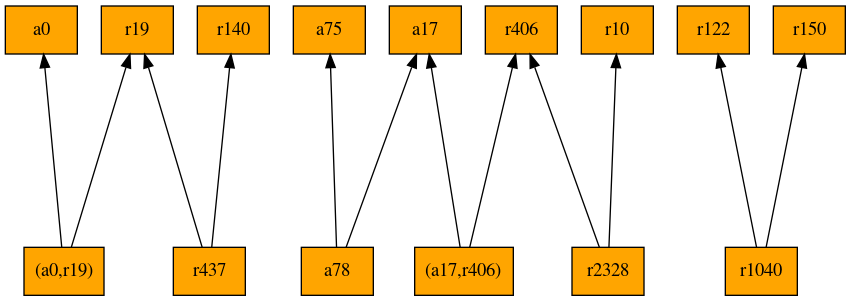 a0
r19
r140
a75
a17
r406
r10
r122
r150
(a0,r19)
r437
a78
(a17,r406)
r2328
r1040